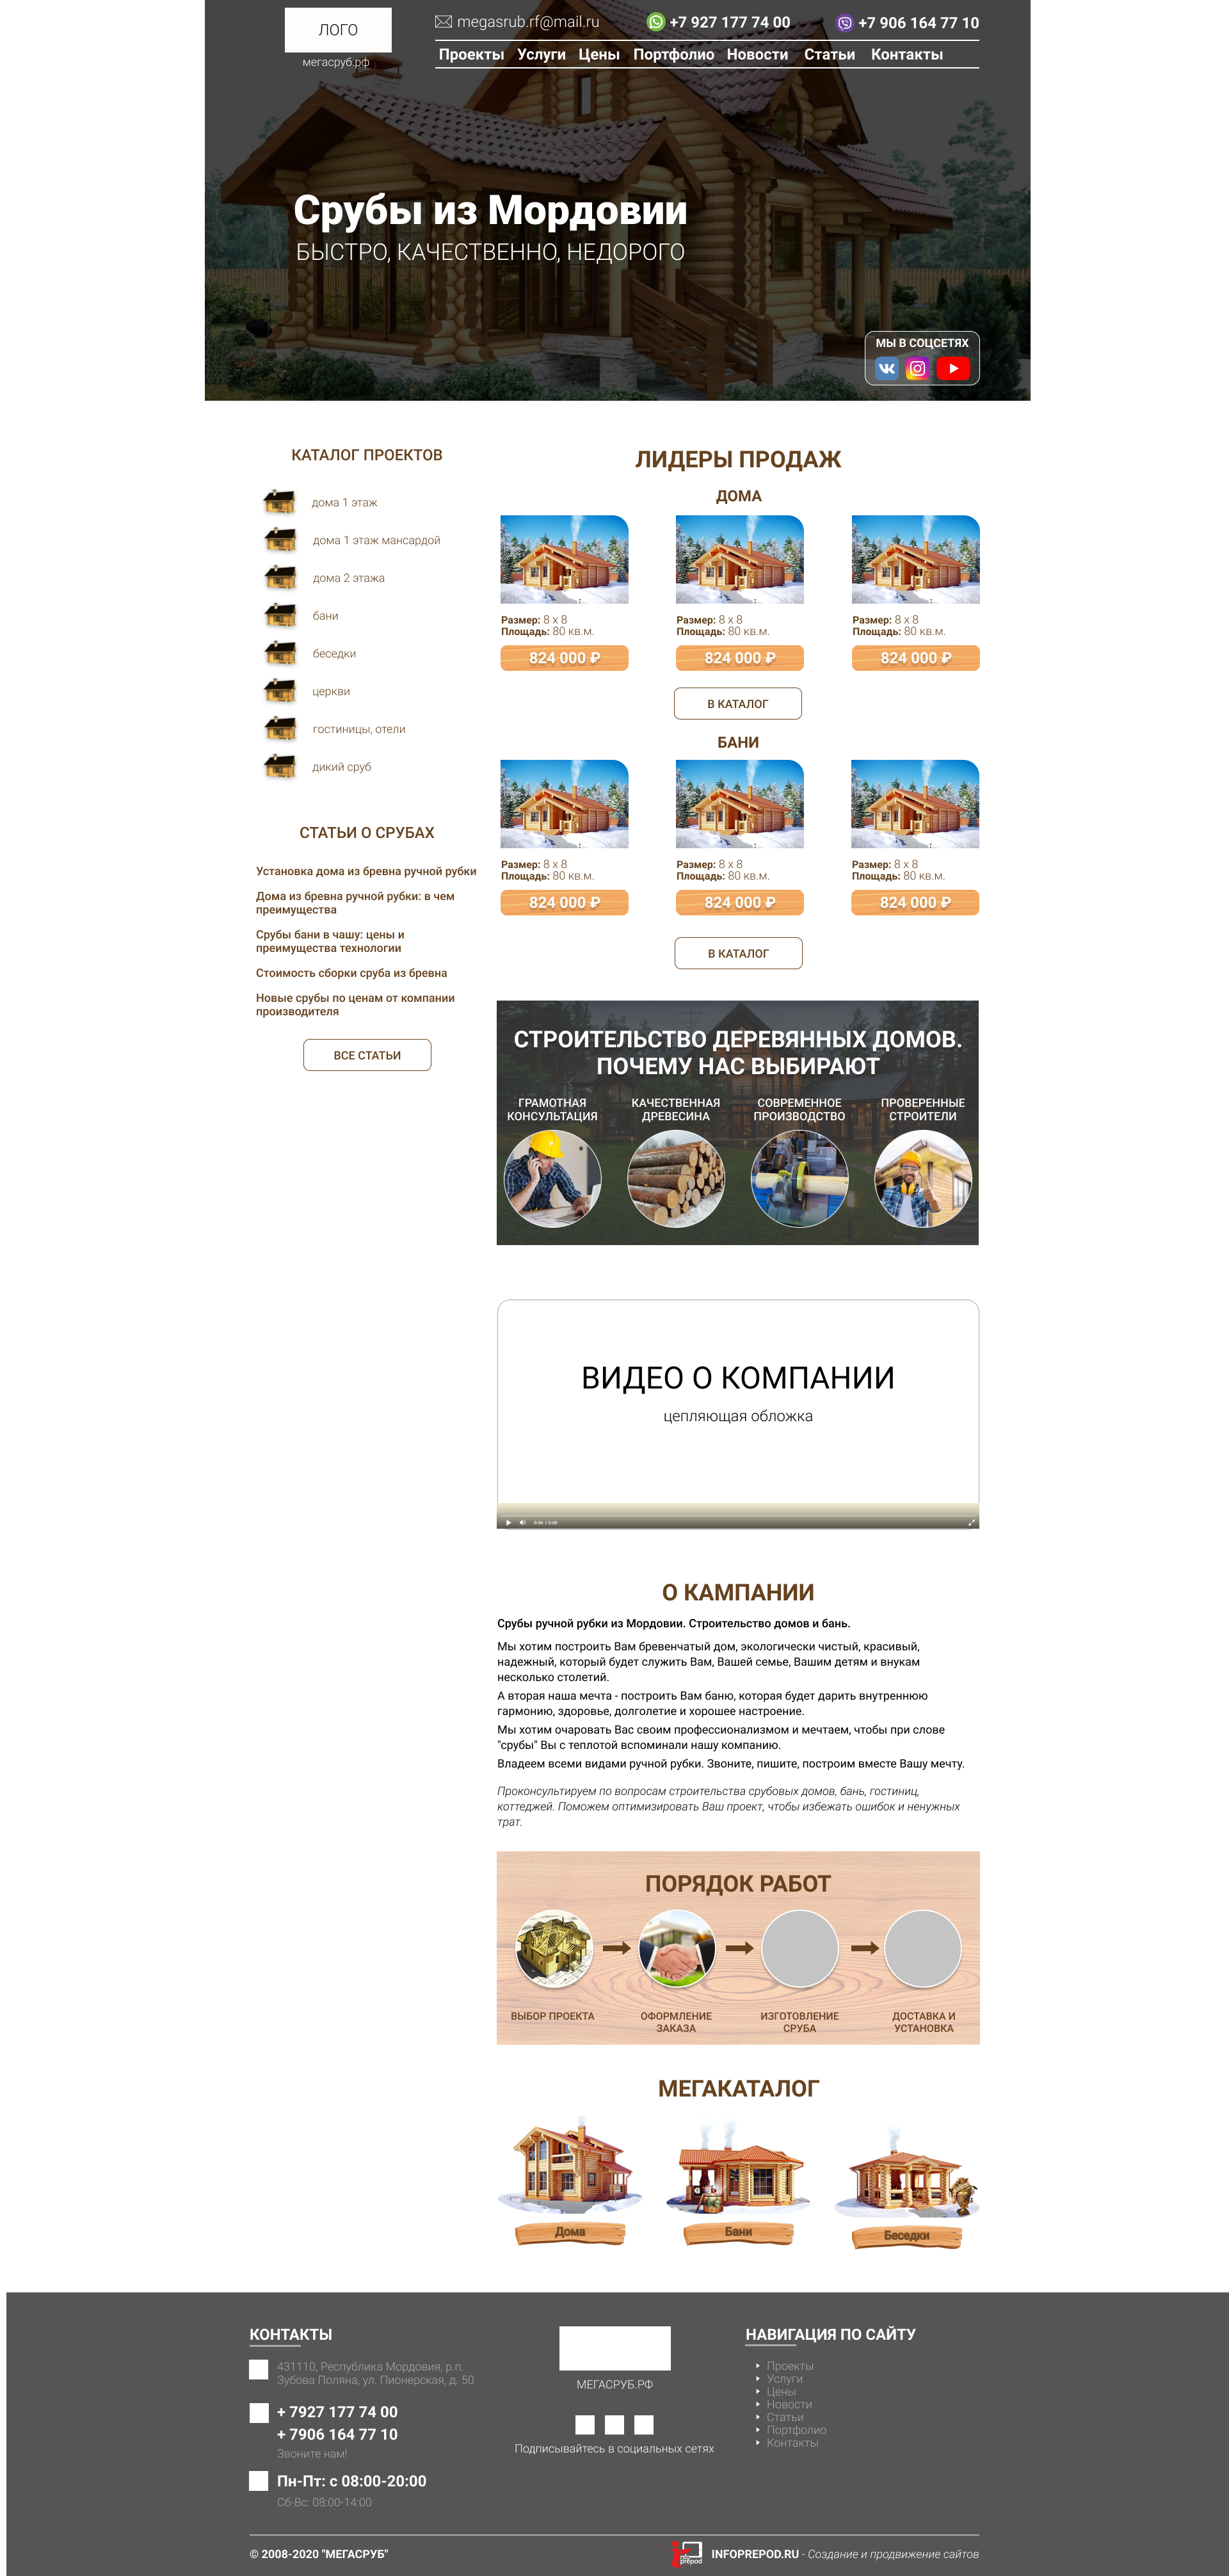 ЛОГО
мегасруб.рф
megasrub.rf@mail.ru
+7 927 177 74 00
+7 906 164 77 10
Проекты Услуги Цены Портфолио Новости Статьи Контакты
Срубы из Мордовии
БЫСТРО, КАЧЕСТВЕННО, НЕДОРОГО
МЫ В СОЦСЕТЯХ
КАТАЛОГ ПРОЕКТОВ
дома 1 этаж
дома 1 этаж мансардой
дома 2 этажа
бани
беседки
церкви
гостиницы, отели
дикий сруб
СТАТЬИ О СРУБАХ
Установка дома из бревна ручной рубки
Дома из бревна ручной рубки: в чем
преимущества
Срубы бани в чашу: цены и
преимущества технологии
Стоимость сборки сруба из бревна
Новые срубы по ценам от компании
производителя
ВСЕ СТАТЬИ
ЛИДЕРЫ ПРОДАЖ
ДОМА
Размер: 8 x 8
Площадь: 80 кв.м.
824 000 ₽
Размер: 8 x 8
Площадь: 80 кв.м.
824 000 ₽
Размер: 8 x 8
Площадь: 80 кв.м.
824 000 ₽
В КАТАЛОГ
БАНИ
Размер: 8 x 8
Площадь: 80 кв.м.
824 000 ₽
Размер: 8 x 8
Площадь: 80 кв.м.
824 000 ₽
Размер: 8 x 8
Площадь: 80 кв.м.
824 000 ₽
В КАТАЛОГ
СТРОИТЕЛЬСТВО ДЕРЕВЯННЫХ ДОМОВ.
ПОЧЕМУ НАС ВЫБИРАЮТ
ГРАМОТНАЯ
КОНСУЛЬТАЦИЯ
КАЧЕСТВЕННАЯ
ДРЕВЕСИНА
СОВРЕМЕННОЕ
ПРОИЗВОДСТВО
ПРОВЕРЕННЫЕ
СТРОИТЕЛИ
ВИДЕО О КОМПАНИИ
цепляющая обложка
0:00 / 0:00
О КАМПАНИИ
Срубы ручной рубки из Мордовии. Строительство домов и бань.
Мы хотим построить Вам бревенчатый дом, экологически чистый, красивый,
надежный, который будет служить Вам, Вашей семье, Вашим детям и внукам
несколько столетий.
А вторая наша мечта - построить Вам баню, которая будет дарить внутреннюю
гармонию, здоровье, долголетие и хорошее настроение.
Мы хотим очаровать Вас своим профессионализмом и мечтаем, чтобы при слове
"срубы" Вы с теплотой вспоминали нашу компанию.
Владеем всеми видами ручной рубки. Звоните, пишите, построим вместе Вашу мечту.
Проконсультируем по вопросам строительства срубовых домов, бань, гостиниц,
коттеджей. Поможем оптимизировать Ваш проект, чтобы избежать ошибок и ненужных
трат.
ПОРЯДОК РАБОТ
ВЫБОР ПРОЕКТА
ОФОРМЛЕНИЕ
ЗАКАЗА
ИЗГОТОВЛЕНИЕ
СРУБА
ДОСТАВКА И
УСТАНОВКА
МЕГАКАТАЛОГ
Дома
Бани
Беседки
КОНТАКТЫ
431110, Республика Мордовия, р.п.
Зубова Поляна, ул. Пионерская, д. 50
+ 7927 177 74 00
+ 7906 164 77 10
Звоните нам!
Пн-Пт: с 08:00-20:00
Сб-Вс: 08:00-14:00
МЕГАСРУБ.РФ
Подписывайтесь в социальных сетях
НАВИГАЦИЯ ПО САЙТУ
Проекты
Услуги
Цены
Новости
Статьи
Портфолио
Контакты
© 2008-2020 "МЕГАСРУБ"
INFOPREPOD.RU - Создание и продвижение сайтов